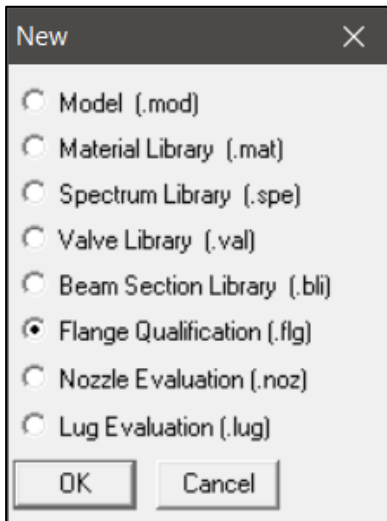 New
Model (.mod)
Material Library (.mat)
Spectrum Library (.spe)
Valve Library (.val)
Beam Section Library (.bli)
Flange Qualification (.flg)
Nozzle Evaluation (.noz)
Lug Evaluation (.lug)
OK Cancel